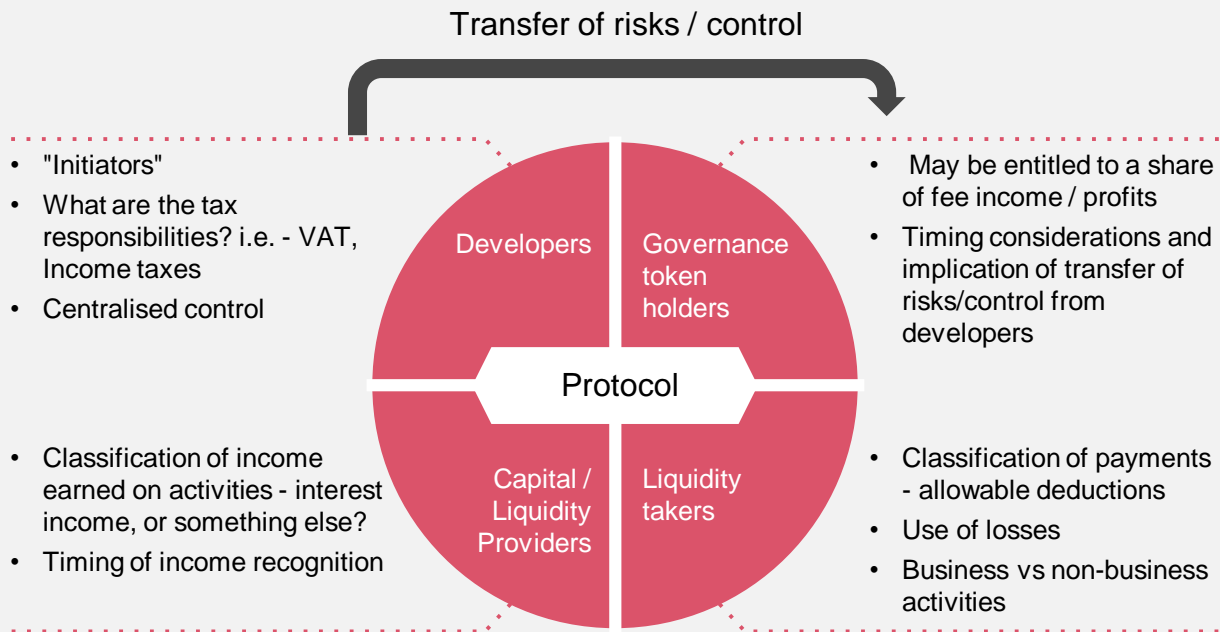 Transfer of risks / control
• "Initiators"
• What are the tax
responsibilities? i.e. - VAT,
Income taxes
• Centralised control
Developers
Governance
token
holders
• May be entitled to a share
of fee income / profits
• Timing considerations and
implication of transfer of
risks/control from
developers
Protocol
• Classification of income
earned on activities - interest
income, or something else?
• Timing of income recognition
Capital /
Liquidity
Providers
Liquidity
takers
• Classification of payments
- allowable deductions
• Use of losses
• Business vs non-business
activities